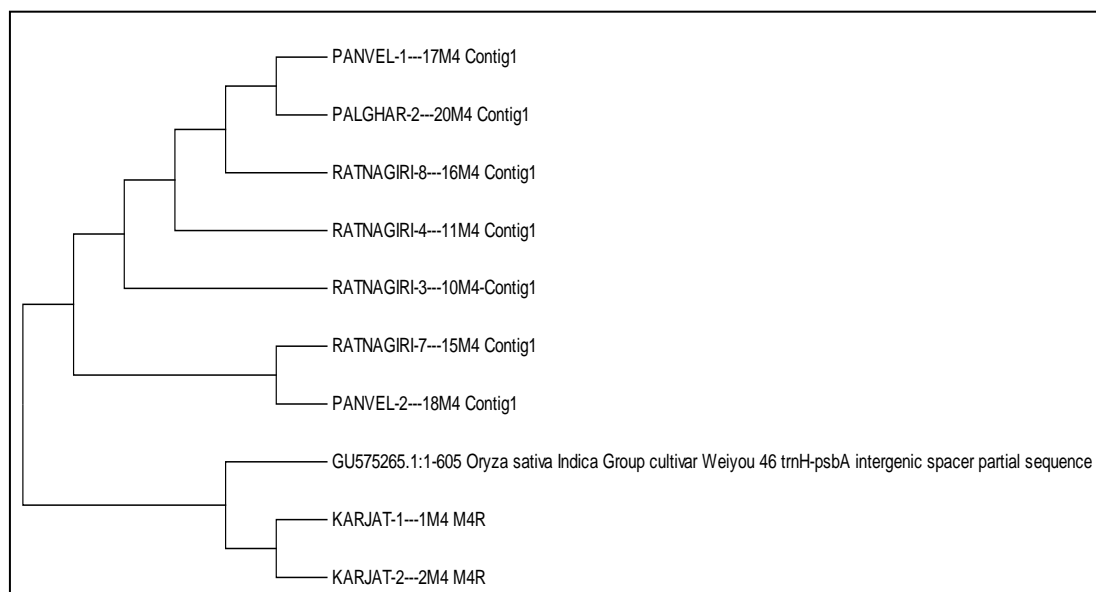 PANVEL-1---17M4 Contig1
PALGHAR-2---20M4 Contig1
RATNAGIRI-8---16M4 Contig1
RATNAGIRI-4---11M4 Contig1
RATNAGIRI-3---10M4-Contig1
RATNAGIRI-7---15M4 Contig1
PANVEL-2---18M4 Contig1
GU575265.1:1-605 Oryza sativa Indica Group cultivar Weiyou 46 trnH-psbA intergenic spacer partial sequence
KARJAT-1---1M4 M4R
KARJAT-2---2M4 M4R